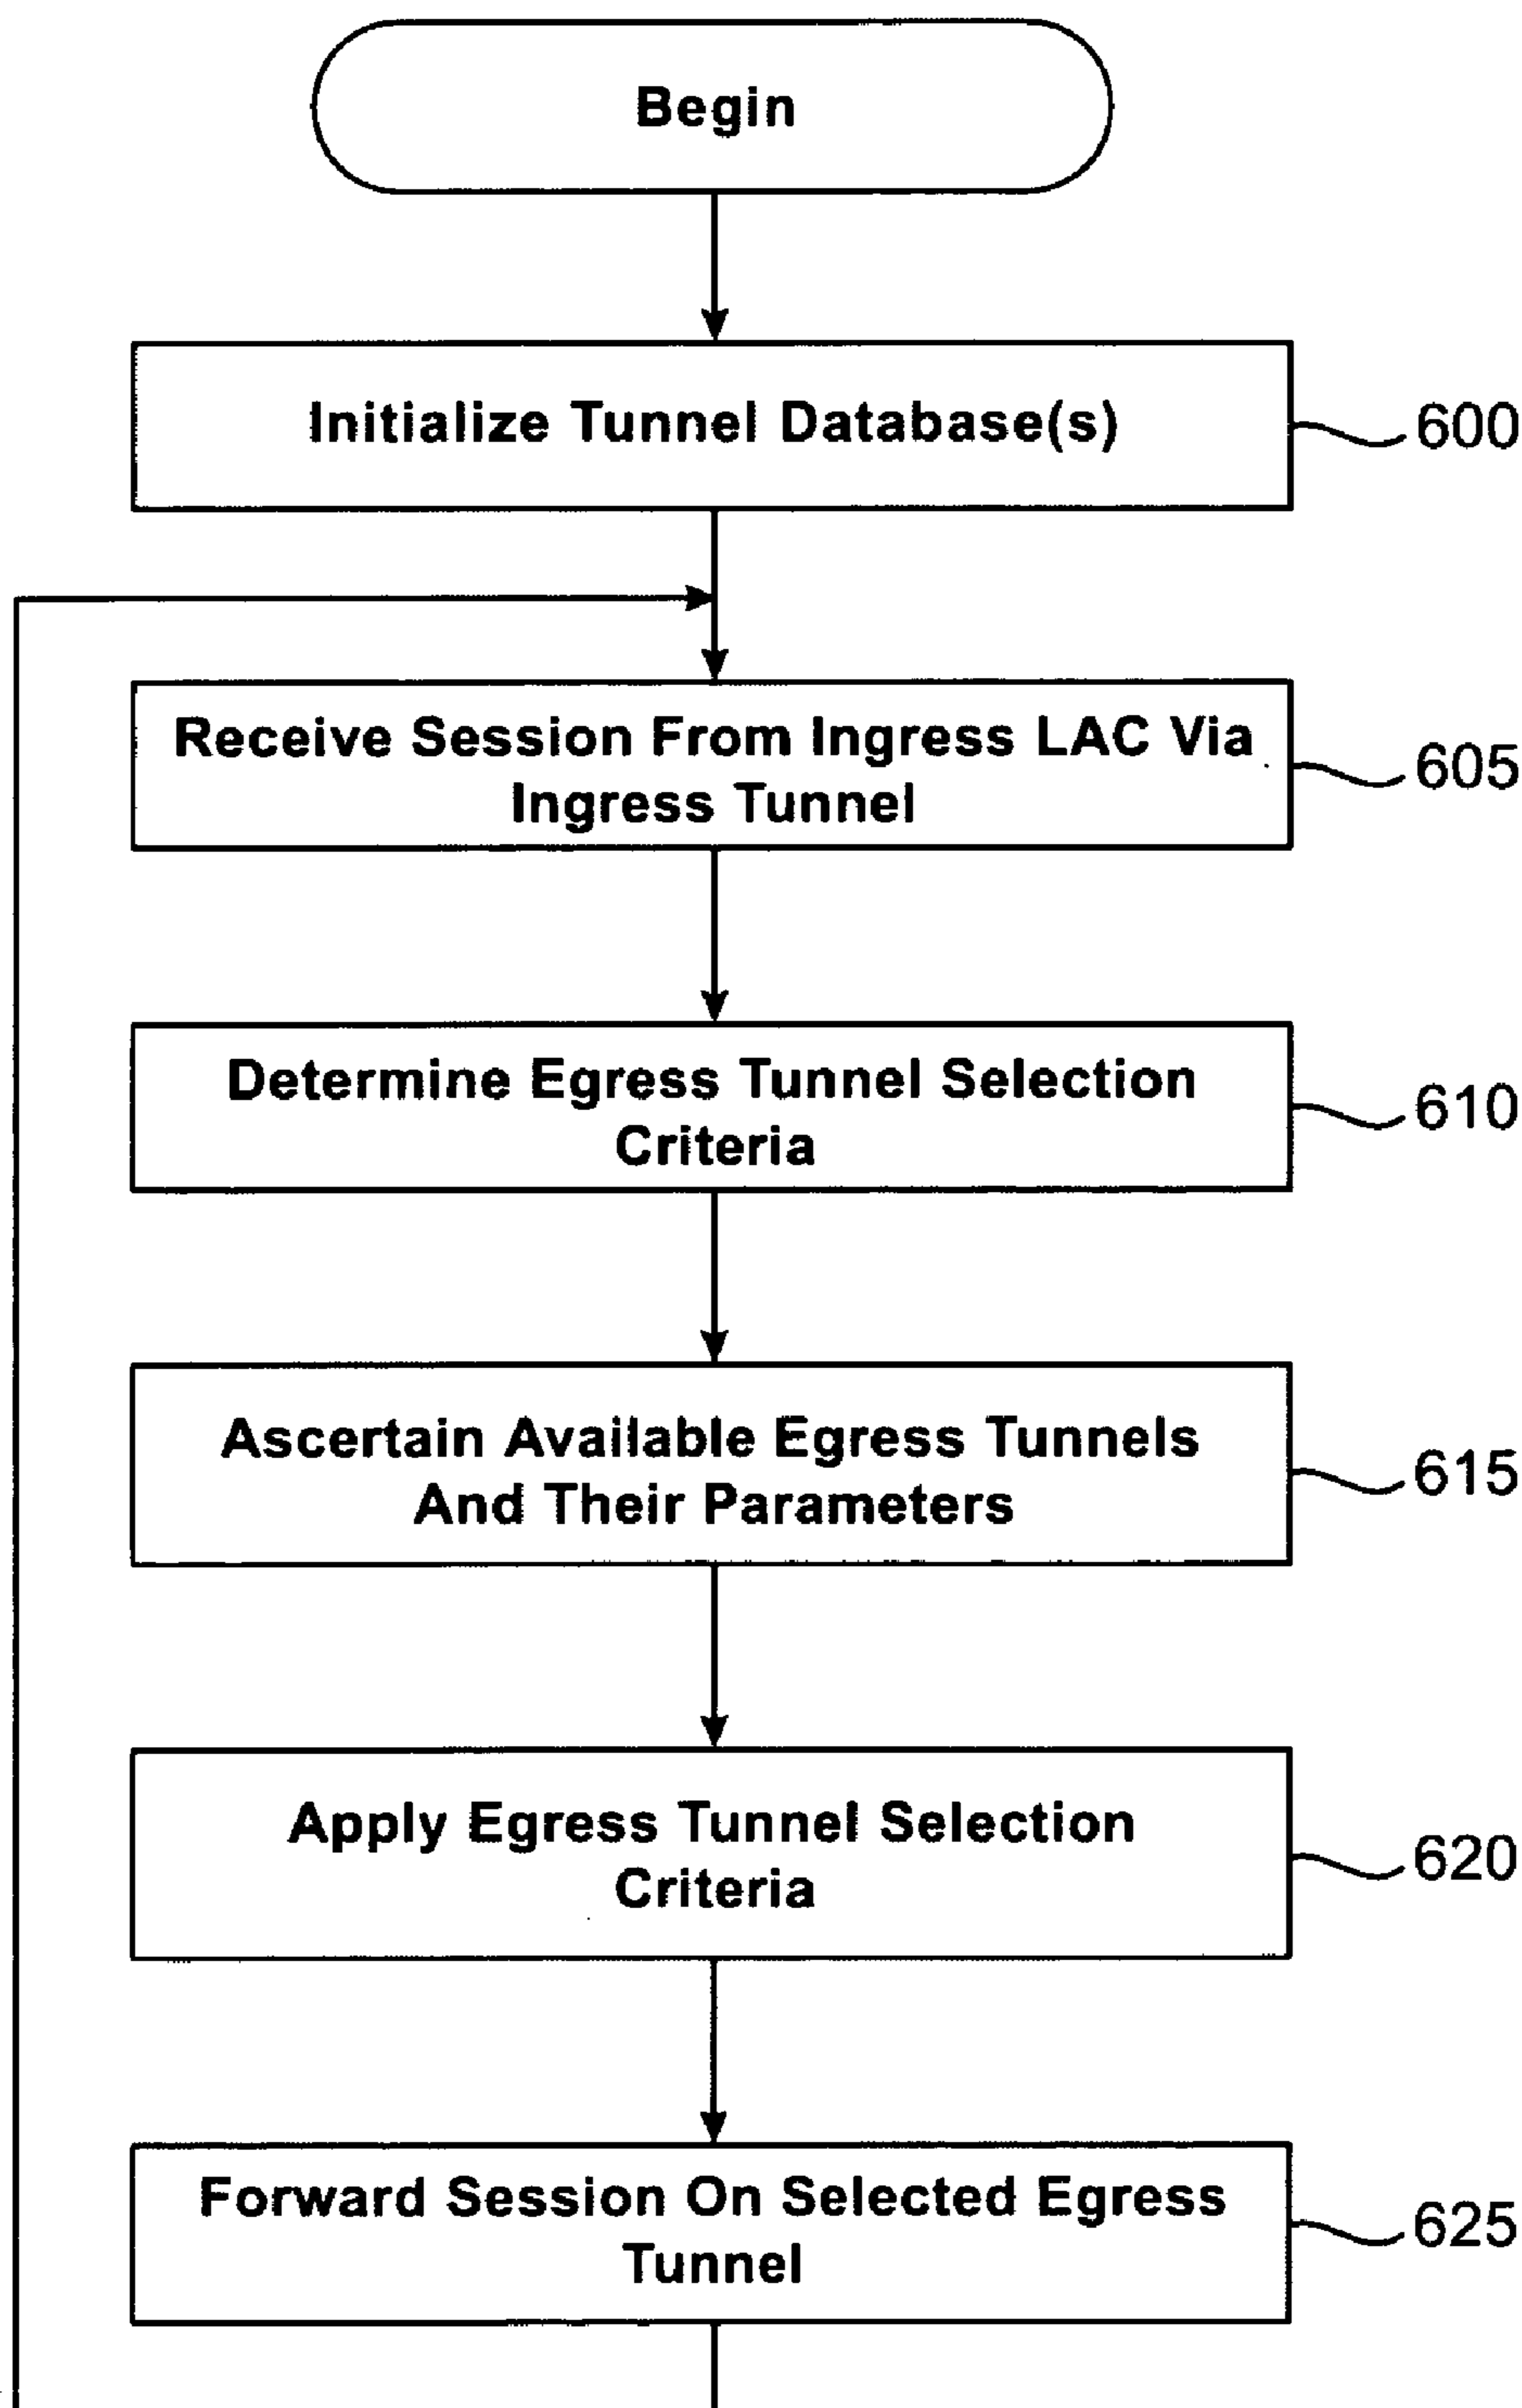 Begin
Initialize Tunnel Database(s)
600
Receive Session From Ingress LAC Via
Ingress Tunnel
605
Determine Egress Tunnel Selection
Criteria
610
Ascertain Available Egress Tunnels
And Their Parameters
615
Apply Egress Tunnel Selection
Criteria
620
Forward Session On Selected Egress
Tunnel
625